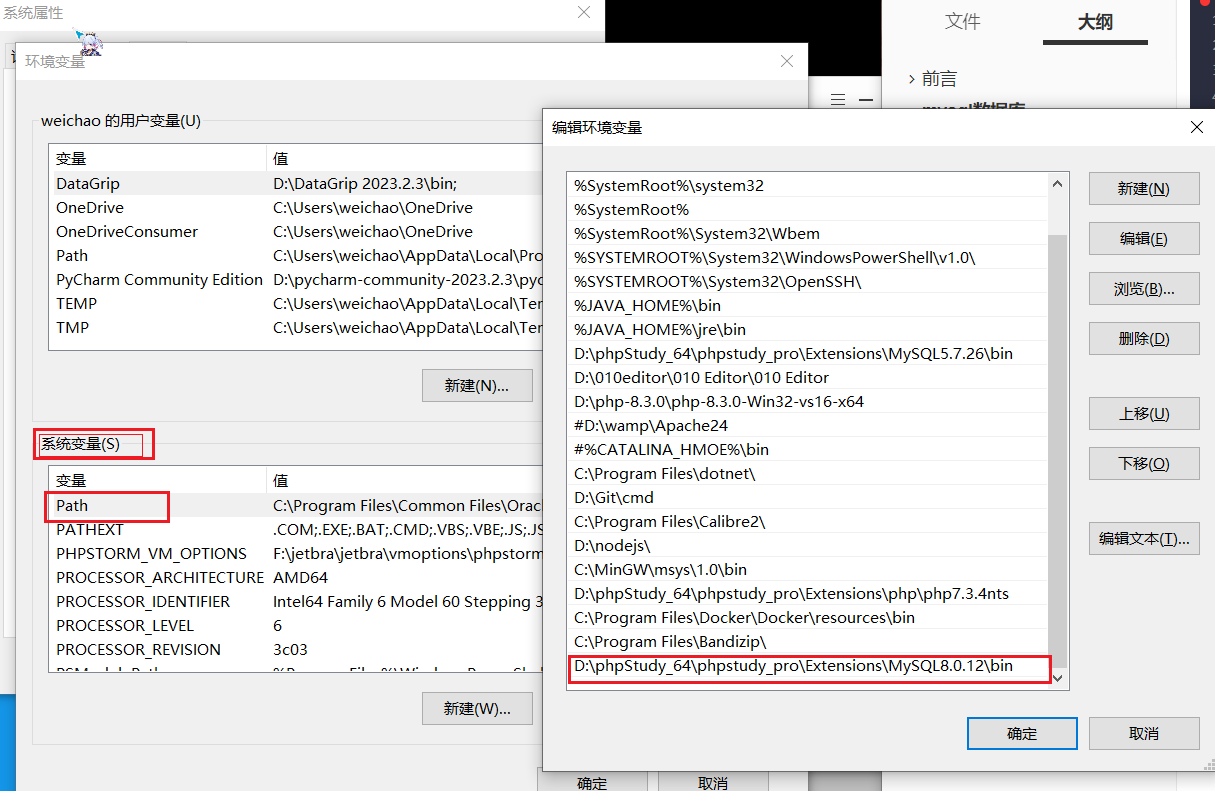 系统属性
环境变量
weichao 的用户变量(U)
变量 值
DataGrip D:\DataGrip 2023.2.3\bin;
OneDrive C:\Users\weichao\OneDrive
OneDriveConsumer C:\Users\weichao\OneDrive
Path C:\Users\weichao\AppData\Local\Pro
PyCharm Community Edition D:\pycharm-community-2023.2.3\pyc
TEMP C:\Users\weichao\AppData\Local\Ter
TMP C:\Users\weichao\AppData\Local\Ter
新建(N)...
系统变量(S)
变量 值
Path C:\Program Files\Common Files\Orac
PATHEXT .COM;.EXE;.BAT;.CMD;.VBS;.VBE;.JS;.JS
PHPSTORM_VM_OPTIONS F:\jetbra\jetbra\vmoptions\phpstorm
PROCESSOR_ARCHITECTURE AMD64
PROCESSOR_IDENTIFIER Intel64 Family 6 Model 60 Stepping 3
PROCESSOR_LEVEL 6
PROCESSOR_REVISION 3c03
新建(W)...
确定 取消
文件 大纲
前言
mysql数据库
编辑环境变量
%SystemRoot%\system32
%SystemRoot%
%SystemRoot%\System32\Wbem
%SYSTEMROOT%\System32\WindowsPowerShell\v1.0\
%SYSTEMROOT%\System32\OpenSSH\
%JAVA_HOME%\bin
%JAVA_HOME%\jre\bin
D:\phpStudy_64\phpstudy_pro\Extensions\MySQL5.7.26\bin
D:\010editor\010 Editor\010 Editor
D:\php-8.3.0\php-8.3.0-Win32-vs16-x64
#D:\wamp\Apache24
#%CATALINA_HMOE%\bin
C:\Program Files\dotnet\
D:\Git\cmd
C:\Program Files\Calibre2\
D:\nodejs\
C:\MinGW\msys\1.0\bin
D:\phpStudy_64\phpstudy_pro\Extensions\php\php7.3.4nts
C:\Program Files\Docker\Docker\resources\bin
C:\Program Files\Bandizip\
D:\phpStudy_64\phpstudy_pro\Extensions\MySQL8.0.12\bin
新建(N)
编辑(E)
浏览(B)...
删除(D)
上移(U)
下移(O)
编辑文本(T)...
确定 取消